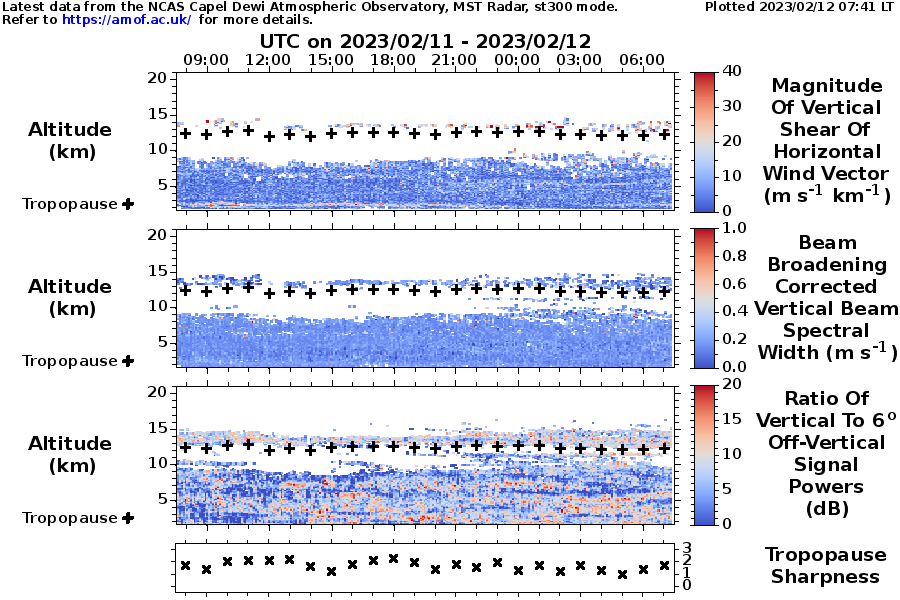 Latest data from the NCAS Capel Dewi Atmospheric Observatory, MST Radar, st300 mode.
Plotted 2023/02/12 07:41 LT
Refer to https://amof.ac.uk/ for more details.
UTC on 2023/02/11 - 2023/02/12
09:00 12:00 15:00 18:00 21:00 00:00 03:00 06:00
20
15
10
5
Altitude
(km)
Tropopause
40
30
20
10
0
Magnitude
Of Vertical
Shear Of
Horizontal
Wind Vector
(m s-1 km-1)
20
15
10
5
Altitude
(km)
Tropopause
1.0
0.8
0.6
0.4
0.2
0.0
Beam
Broadening
Corrected
Vertical Beam
Spectral
Width (m s-1)
20
15
10
5
Altitude
(km)
Tropopause
20
15
10
5
0
Ratio Of
Vertical To 6o
Off-Vertical
Signal
Powers
(dB)
3
2
1
0
Tropopause
Sharpness